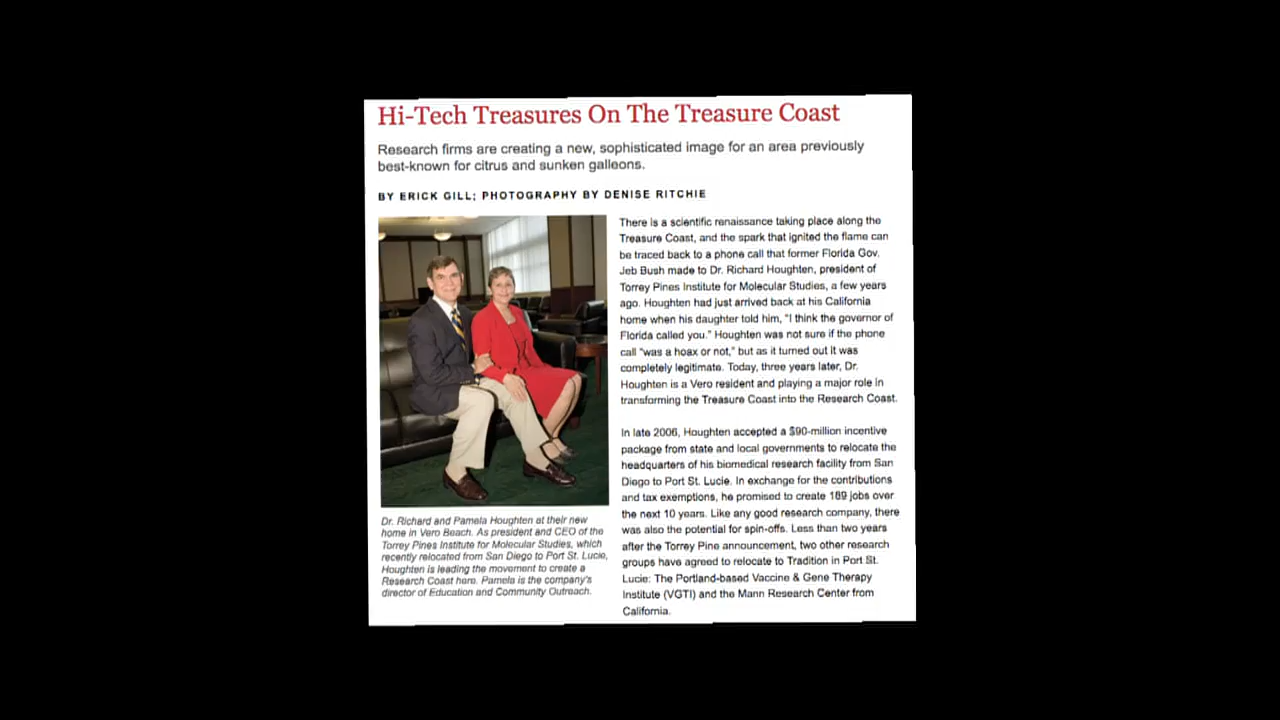 Hi-Tech Treasures On The Treasure Coast
Research firms are creating a new, sophisticated image for an area previously
best-known for citrus and sunken galleons.
BY ERICK GILL; PHOTOGRAPHY BY DENISE RITCHIE
Dr. Richard and Pamela Houghten at their new
home in Vero Beach. As president and CEO of the
Torrey Pines Institute for Molecular Studies, which
recently relocated from San Diego to Port St. Lucie,
Houghten is leading the movement to create a
Research Coast here. Pamela is the company's
director of Education and Community Outreach.
There is a scientific renaissance taking place along the
Treasure Coast, and the spark that ignited the flame can
be traced back to a phone call that former Florida Gov.
Jeb Bush made to Dr. Richard Houghten, president of
Torrey Pines Institute for Molecular Studies, a few years
ago. Houghten had just arrived back at his California
home when his daughter told him, "I think the governor of
Florida called you." Houghten was not sure if the phone
call "was a hoax or not," but as it turned out it was
completely legitimate. Today, three years later, Dr.
Houghten is a Vero resident and playing a major role in
transforming the Treasure Coast into the Research Coast.
In late 2006, Houghten accepted a $90-million incentive
package from state and local governments to relocate the
headquarters of his biomedical research facility from San
Diego to Port St. Lucie. In exchange for the contributions
and tax exemptions, he promised to create 189 jobs over
the next 10 years. Like any good research company, there
was also the potential for spin-offs. Less than two years
after the Torrey Pine announcement, two other research
groups have agreed to relocate to Tradition in Port St.
Lucie: The Portland-based Vaccine & Gene Therapy
Institute (VGTI) and the Mann Research Center from
California.